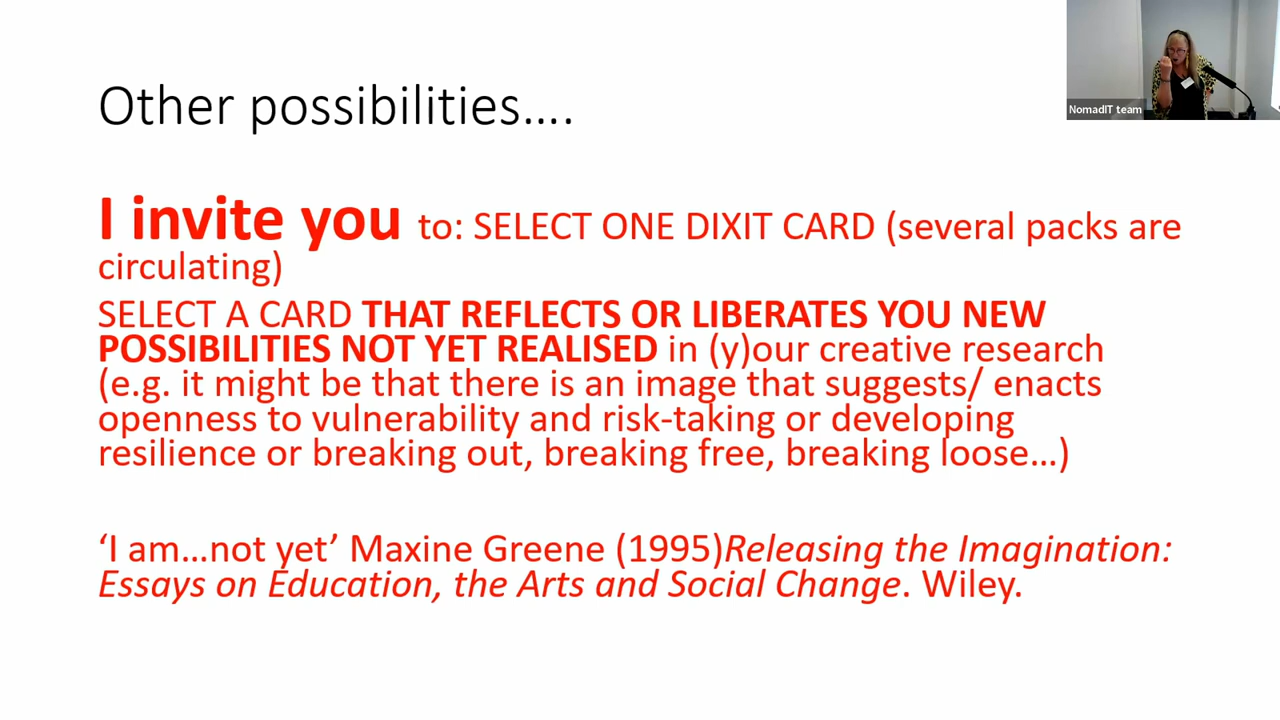 Other possibilities….
NomadIT team
I invite you to: SELECT ONE DIXIT CARD (several packs are
circulating)
SELECT A CARD THAT REFLECTS OR LIBERATES YOU NEW
POSSIBILITIES NOT YET REALISED in (y)our creative research
(e.g. it might be that there is an image that suggests/ enacts
openness to vulnerability and risk-taking or developing
resilience or breaking out, breaking free, breaking loose…)
‘I am…not yet’ Maxine Greene (1995)Releasing the Imagination:
Essays on Education, the Arts and Social Change. Wiley.